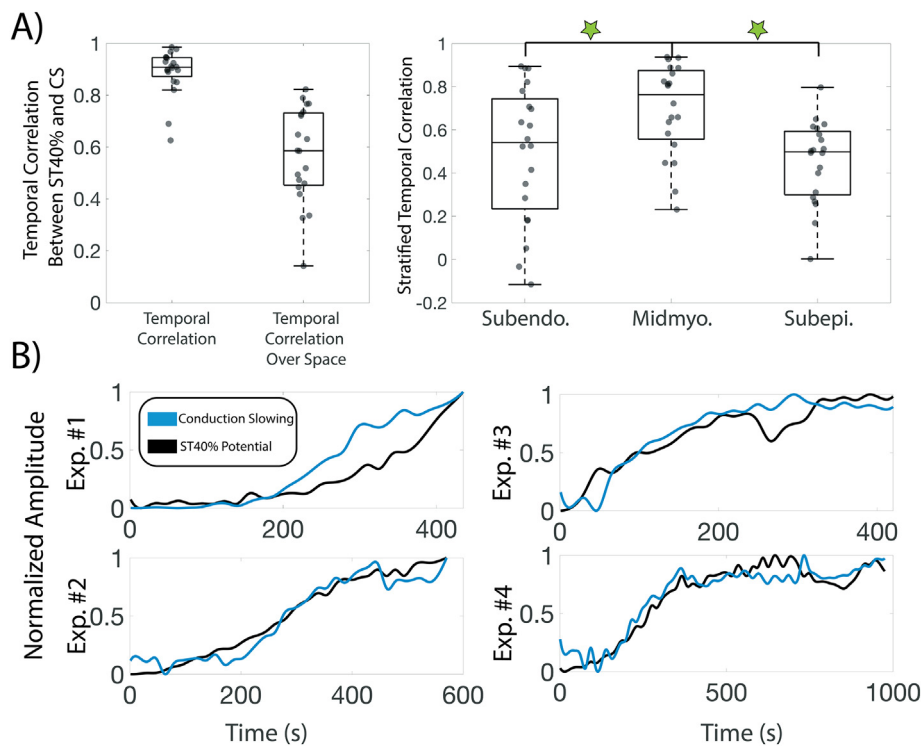 A)
Temporal Correlation
Between ST40% and CS
1
0.8
0.6
0.4
0.2
0
Temporal
Correlation
Temporal
Correlation
Over Space
Stratified Temporal Correlation
1
0.8
0.6
0.4
0.2
0
-0.2
Subendo.
Midmyo.
Subepi.
B)
Normalized Amplitude
Exp. #1
1
0.5
0
Conduction Slowing
ST40% Potential
0
200
400
Exp. #3
1
0.5
0
0
200
400
Exp. #2
1
0.5
0
0
200
400
600
Time (s)
Exp. #4
1
0.5
0
0
500
1000
Time (s)